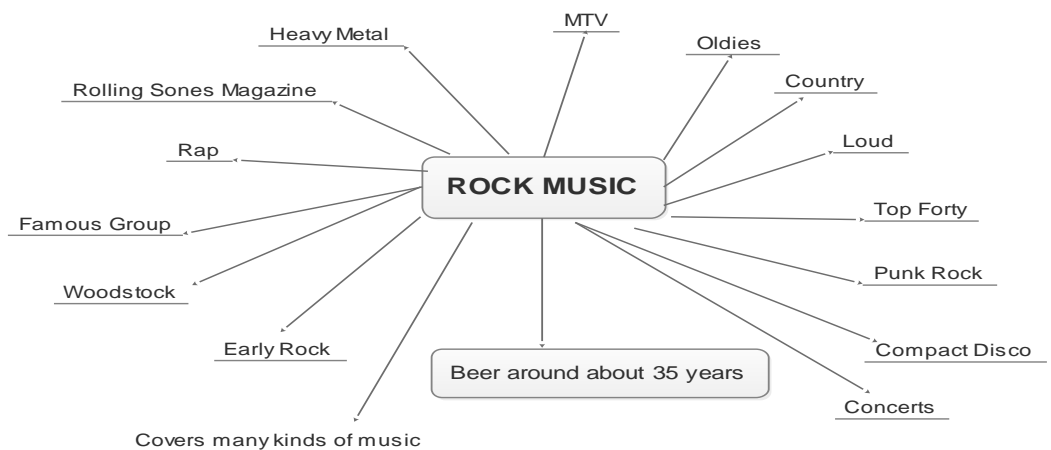 MTV
Heavy Metal
Oldies
Country
Rolling Sones Magazine
Loud
Rap
ROCK MUSIC
Top Forty
Famous Group
Punk Rock
Woodstock
Early Rock
Compact Disco
Beer around about 35 years
Concerts
Covers many kinds of music